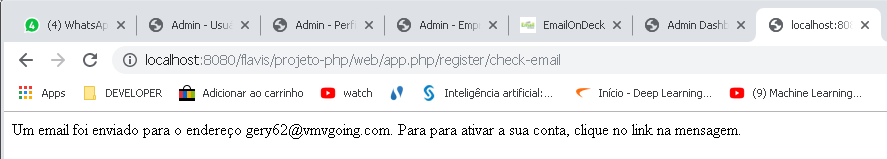 (4) WhatsAp Admin - Usuá Admin - Perf Admin - Emp EmailOnDeck Admin Dashb localhost:80
localhost:8080/flavis/projeto-php/web/app.php/register/check-email
Apps DEVELOPER Adicionar ao carrinho watch Inteligência artificial:... Início - Deep Learning... (9) Machine Learning...
Um email foi enviado para o endereço gery62@vmvgoing.com. Para para ativar a sua conta, clique no link na mensagem.